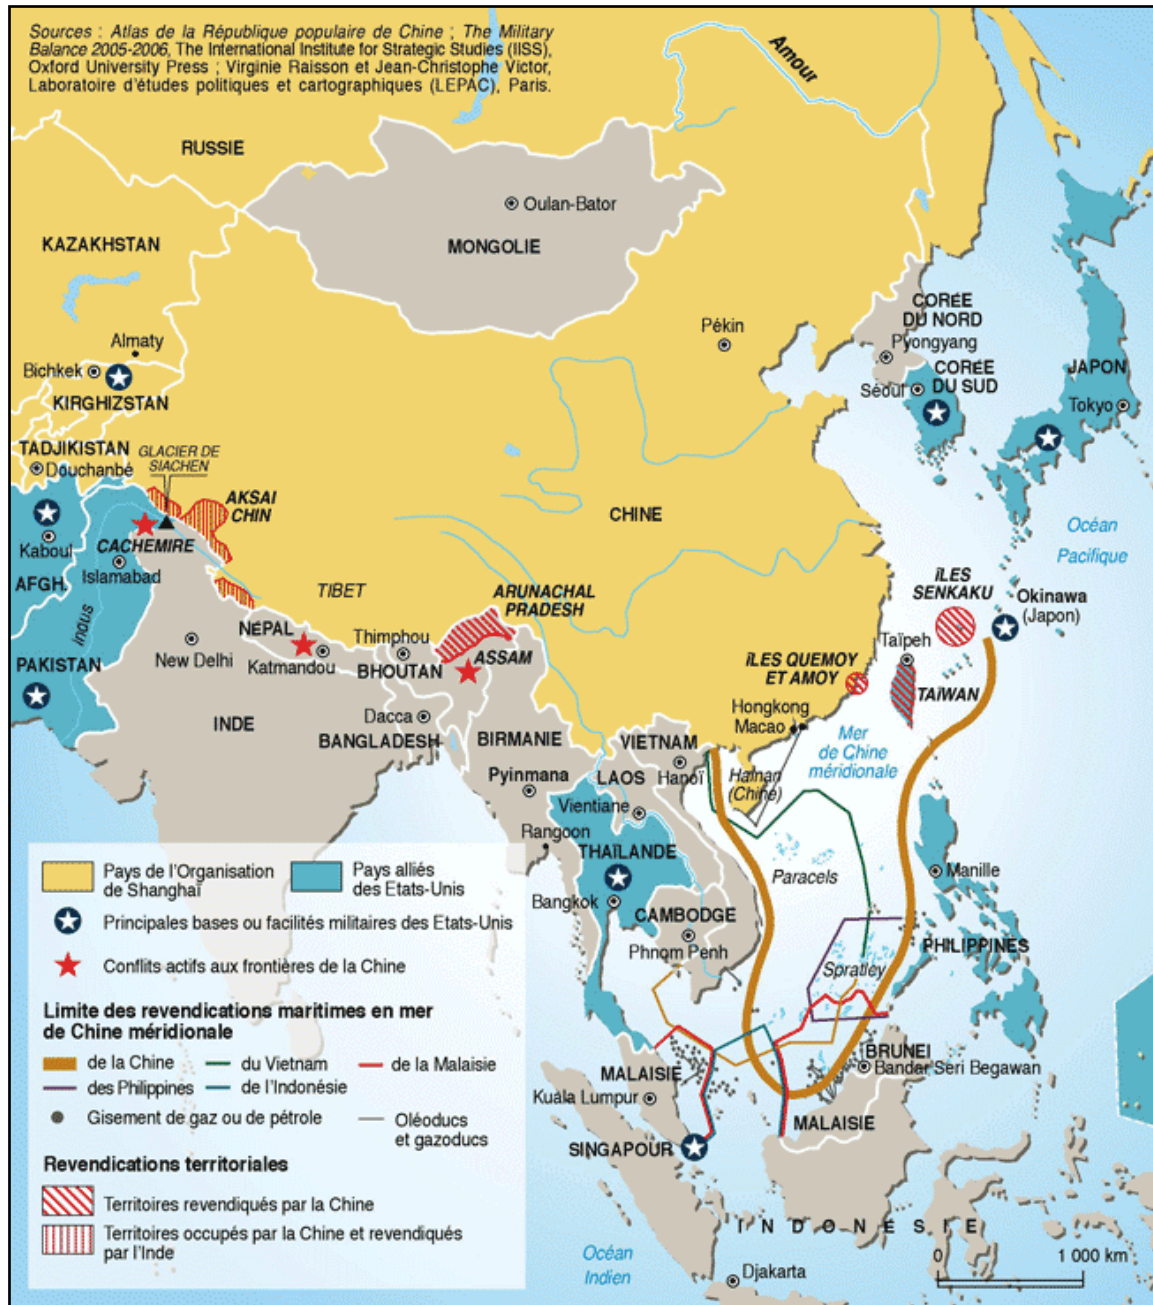 Sources : Atlas de la République populaire de Chine ; The Military
Balance 2005-2006, The International Institute for Strategic Studies (IISS),
Oxford University Press ; Virginie Raisson et Jean-Christophe Victor,
Laboratoire d'études politiques et cartographiques (LEPAC), Paris.
Amour
RUSSIE
Oulan-Bator
MONGOLIE
KAZAKHSTAN
CORÉE
DU NORD
Pyongyang
Pékin
Almaty
Bichkek
KIRGHIZSTAN
CORÉE
DU SUD
Séoul
JAPON
Tokyo
TADJIKISTAN
Douchanbé
GLACIER DE
SIACHEN
AKSAI
CHIN
CHINE
Océan
Pacifique
Kaboul
CACHEMIRE
Islamabad
AFGH.
Indus
TIBET
ARUNACHAL
PRADESH
ÎLES
SENKAKU
Okinawa
(Japon)
NÉPAL
Thimphou
Taïpeh
New Delhi
Katmandou
BHOUTAN
ASSAM
PAKISTAN
ÎLES QUEMOY
ET AMOY
TAÏWAN
INDE
Dacca
BANGLADESH
BIRMANIE
Hongkong
Macao
Mer
de Chine
méridionale
VIETNAM
Hanoï
Pyinmana
LAOS
Hainan
(Chine)
Vientiane
Rangoon
THAÏLANDE
Paracels
Manille
Bangkok
CAMBODGE
Phnom Penh
PHILIPPINES
Spratley
BRUNEI
Bandar Seri Begawan
MALAISIE
Kuala Lumpur
MALAISIE
SINGAPOUR
INDONÉSIE
Océan
Indien
Djakarta
0 1 000 km
Pays de l'Organisation
de Shanghaï
Pays alliés
des Etats-Unis
Principales bases ou facilités militaires des Etats-Unis
Conflits actifs aux frontières de la Chine
Limite des revendications maritimes en mer
de Chine méridionale
de la Chine
du Vietnam
de la Malaisie
des Philippines
de l'Indonésie
Gisement de gaz ou de pétrole
Oléoducs
et gazoducs
Revendications territoriales
Territoires revendiqués par la Chine
Territoires occupés par la Chine et revendiqués
par l'Inde